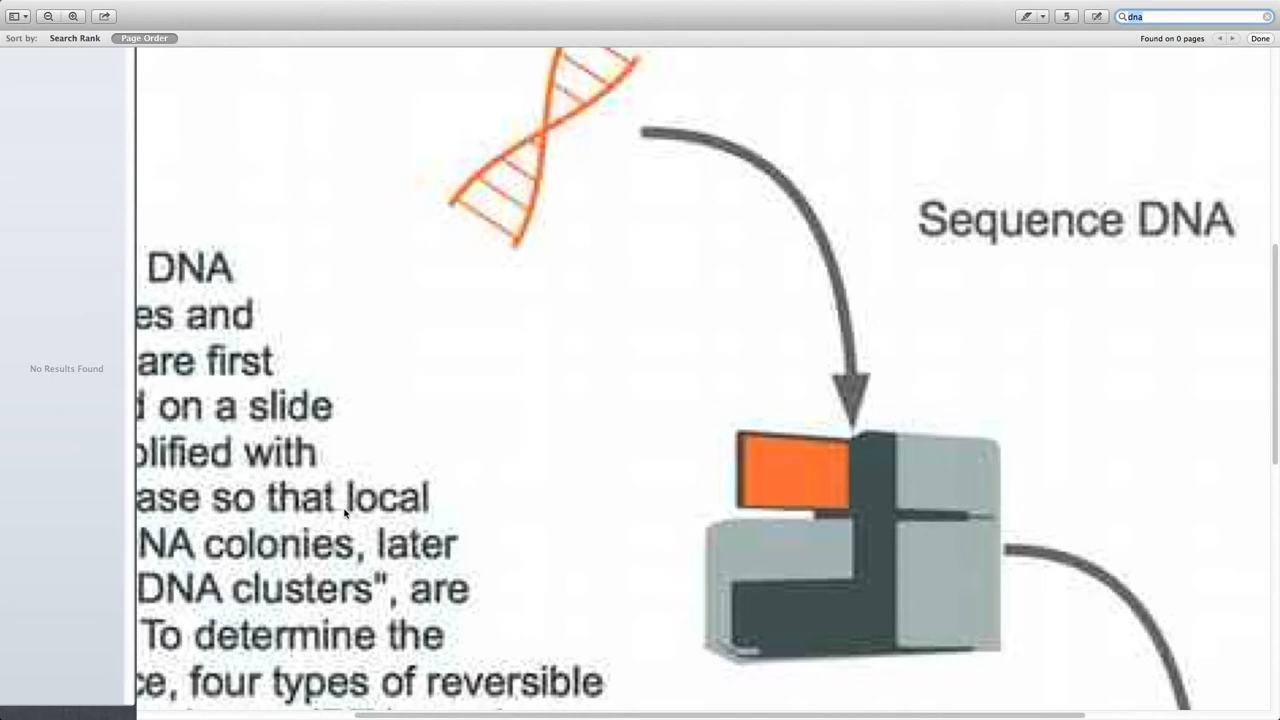 dna
Sort by: Search Rank Page Order
Found on 0 pages
Done
No Results Found
Sequence DNA
DNA
es and
are first
on a slide
plified with
ase so that local
NA colonies, later
DNA clusters", are
To determine the
ce, four types of reversible